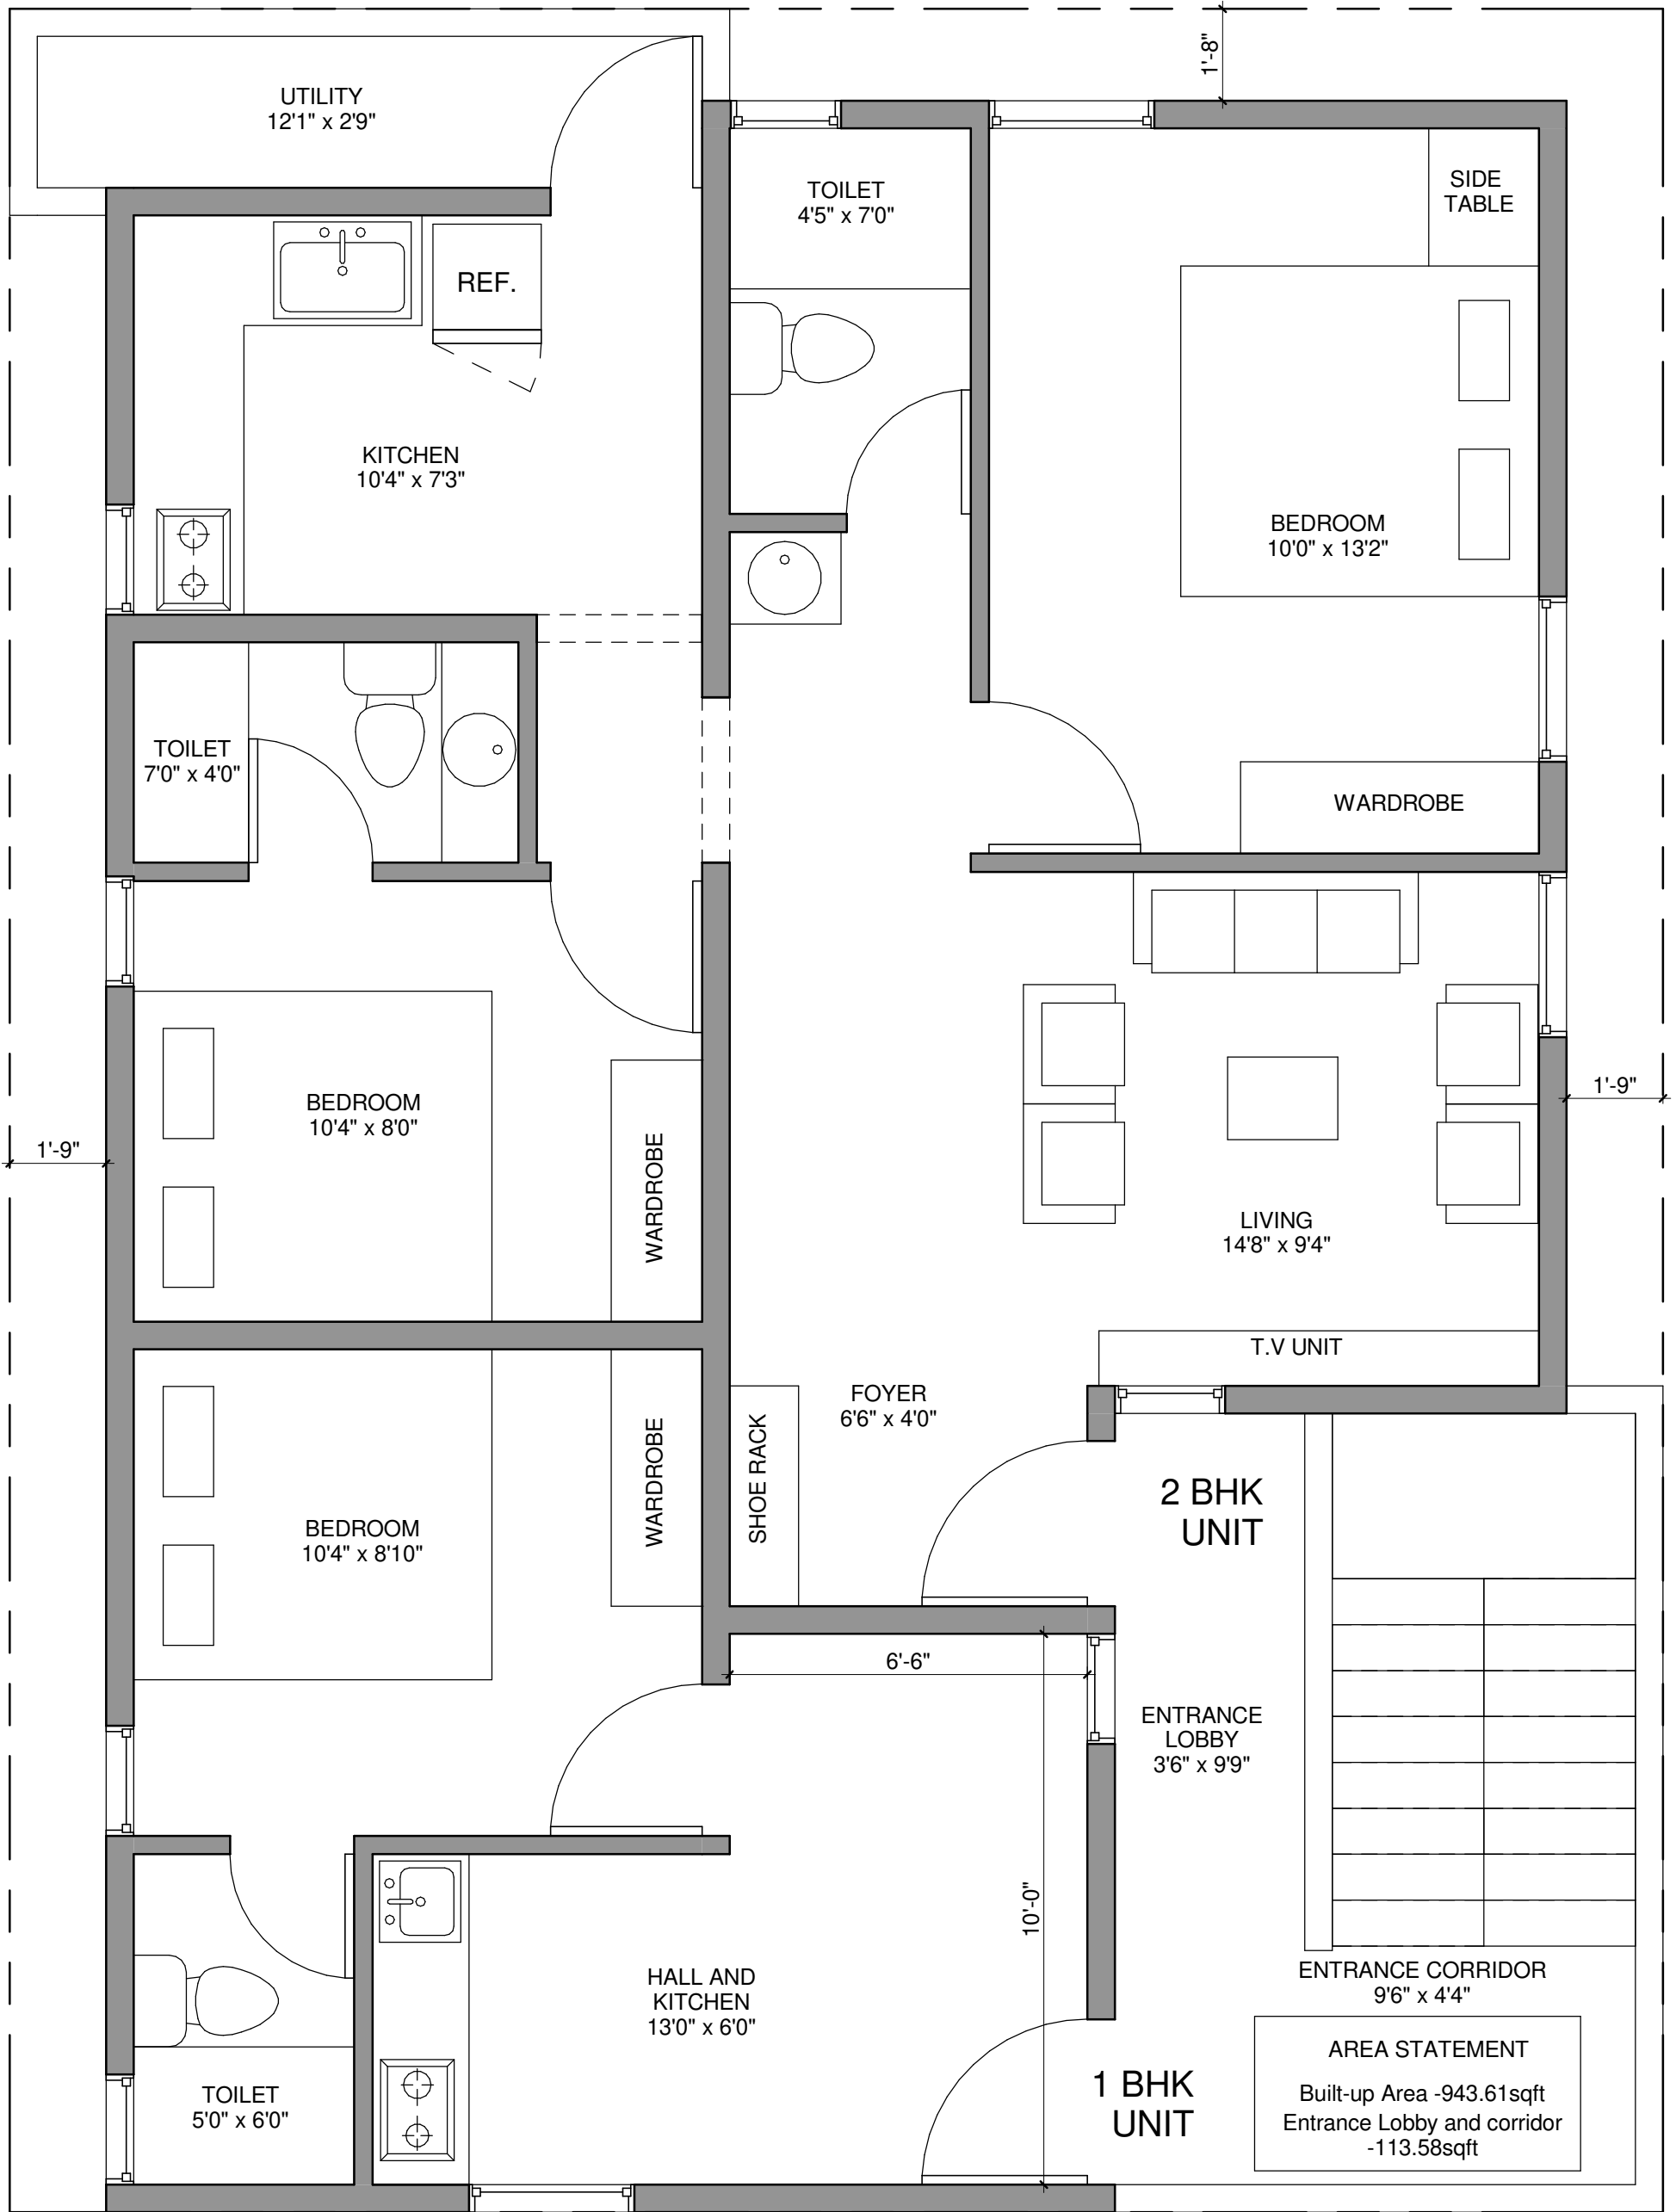 1'-8"
UTILITY
12'1" x 2'9"
TOILET
4'5" x 7'0"
SIDE
TABLE
REF.
KITCHEN
10'4" x 7'3"
BEDROOM
10'0" x 13'2"
TOILET
7'0" x 4'0"
WARDROBE
BEDROOM
10'4" x 8'0"
WARDROBE
1'-9"
1'-9"
LIVING
14'8" x 9'4"
T.V UNIT
FOYER
6'6" x 4'0"
SHOE RACK
WARDROBE
BEDROOM
10'4" x 8'10"
2 BHK
UNIT
6'-6"
ENTRANCE
LOBBY
3'6" x 9'9"
10'-0"
HALL AND
KITCHEN
13'0" x 6'0"
ENTRANCE CORRIDOR
9'6" x 4'4"
TOILET
5'0" x 6'0"
1 BHK
UNIT
AREA STATEMENT
Built-up Area -943.61sqft
Entrance Lobby and corridor
-113.58sqft